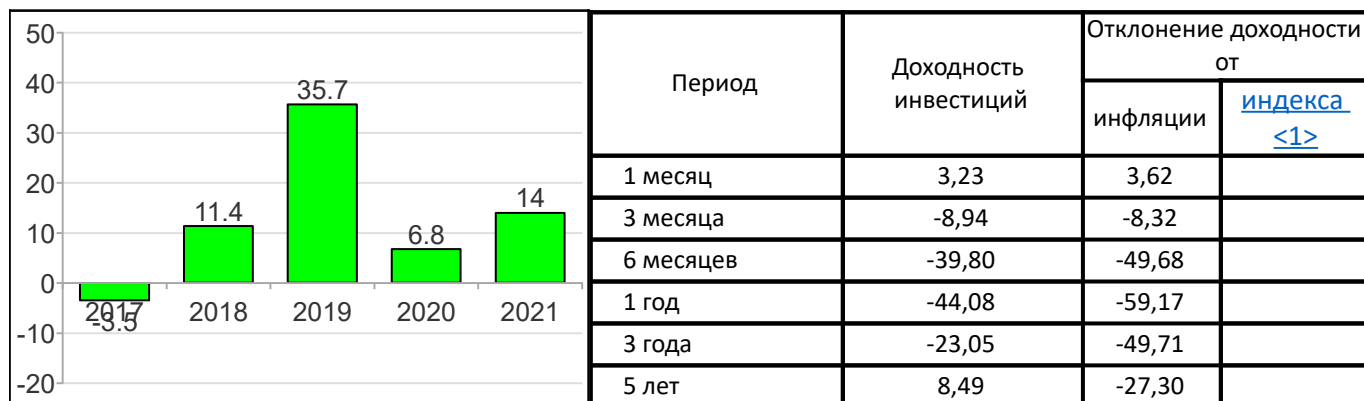 50
40
30
20
10
0
-10
-20
-3.5
11.4
35.7
6.8
14
2017 2018 2019 2020 2021
Период Доходность инвестиций Отклонение доходности от
инфляции индекса <1>
1 месяц 3,23 3,62
3 месяца -8,94 -8,32
6 месяцев -39,80 -49,68
1 год -44,08 -59,17
3 года -23,05 -49,71
5 лет 8,49 -27,30